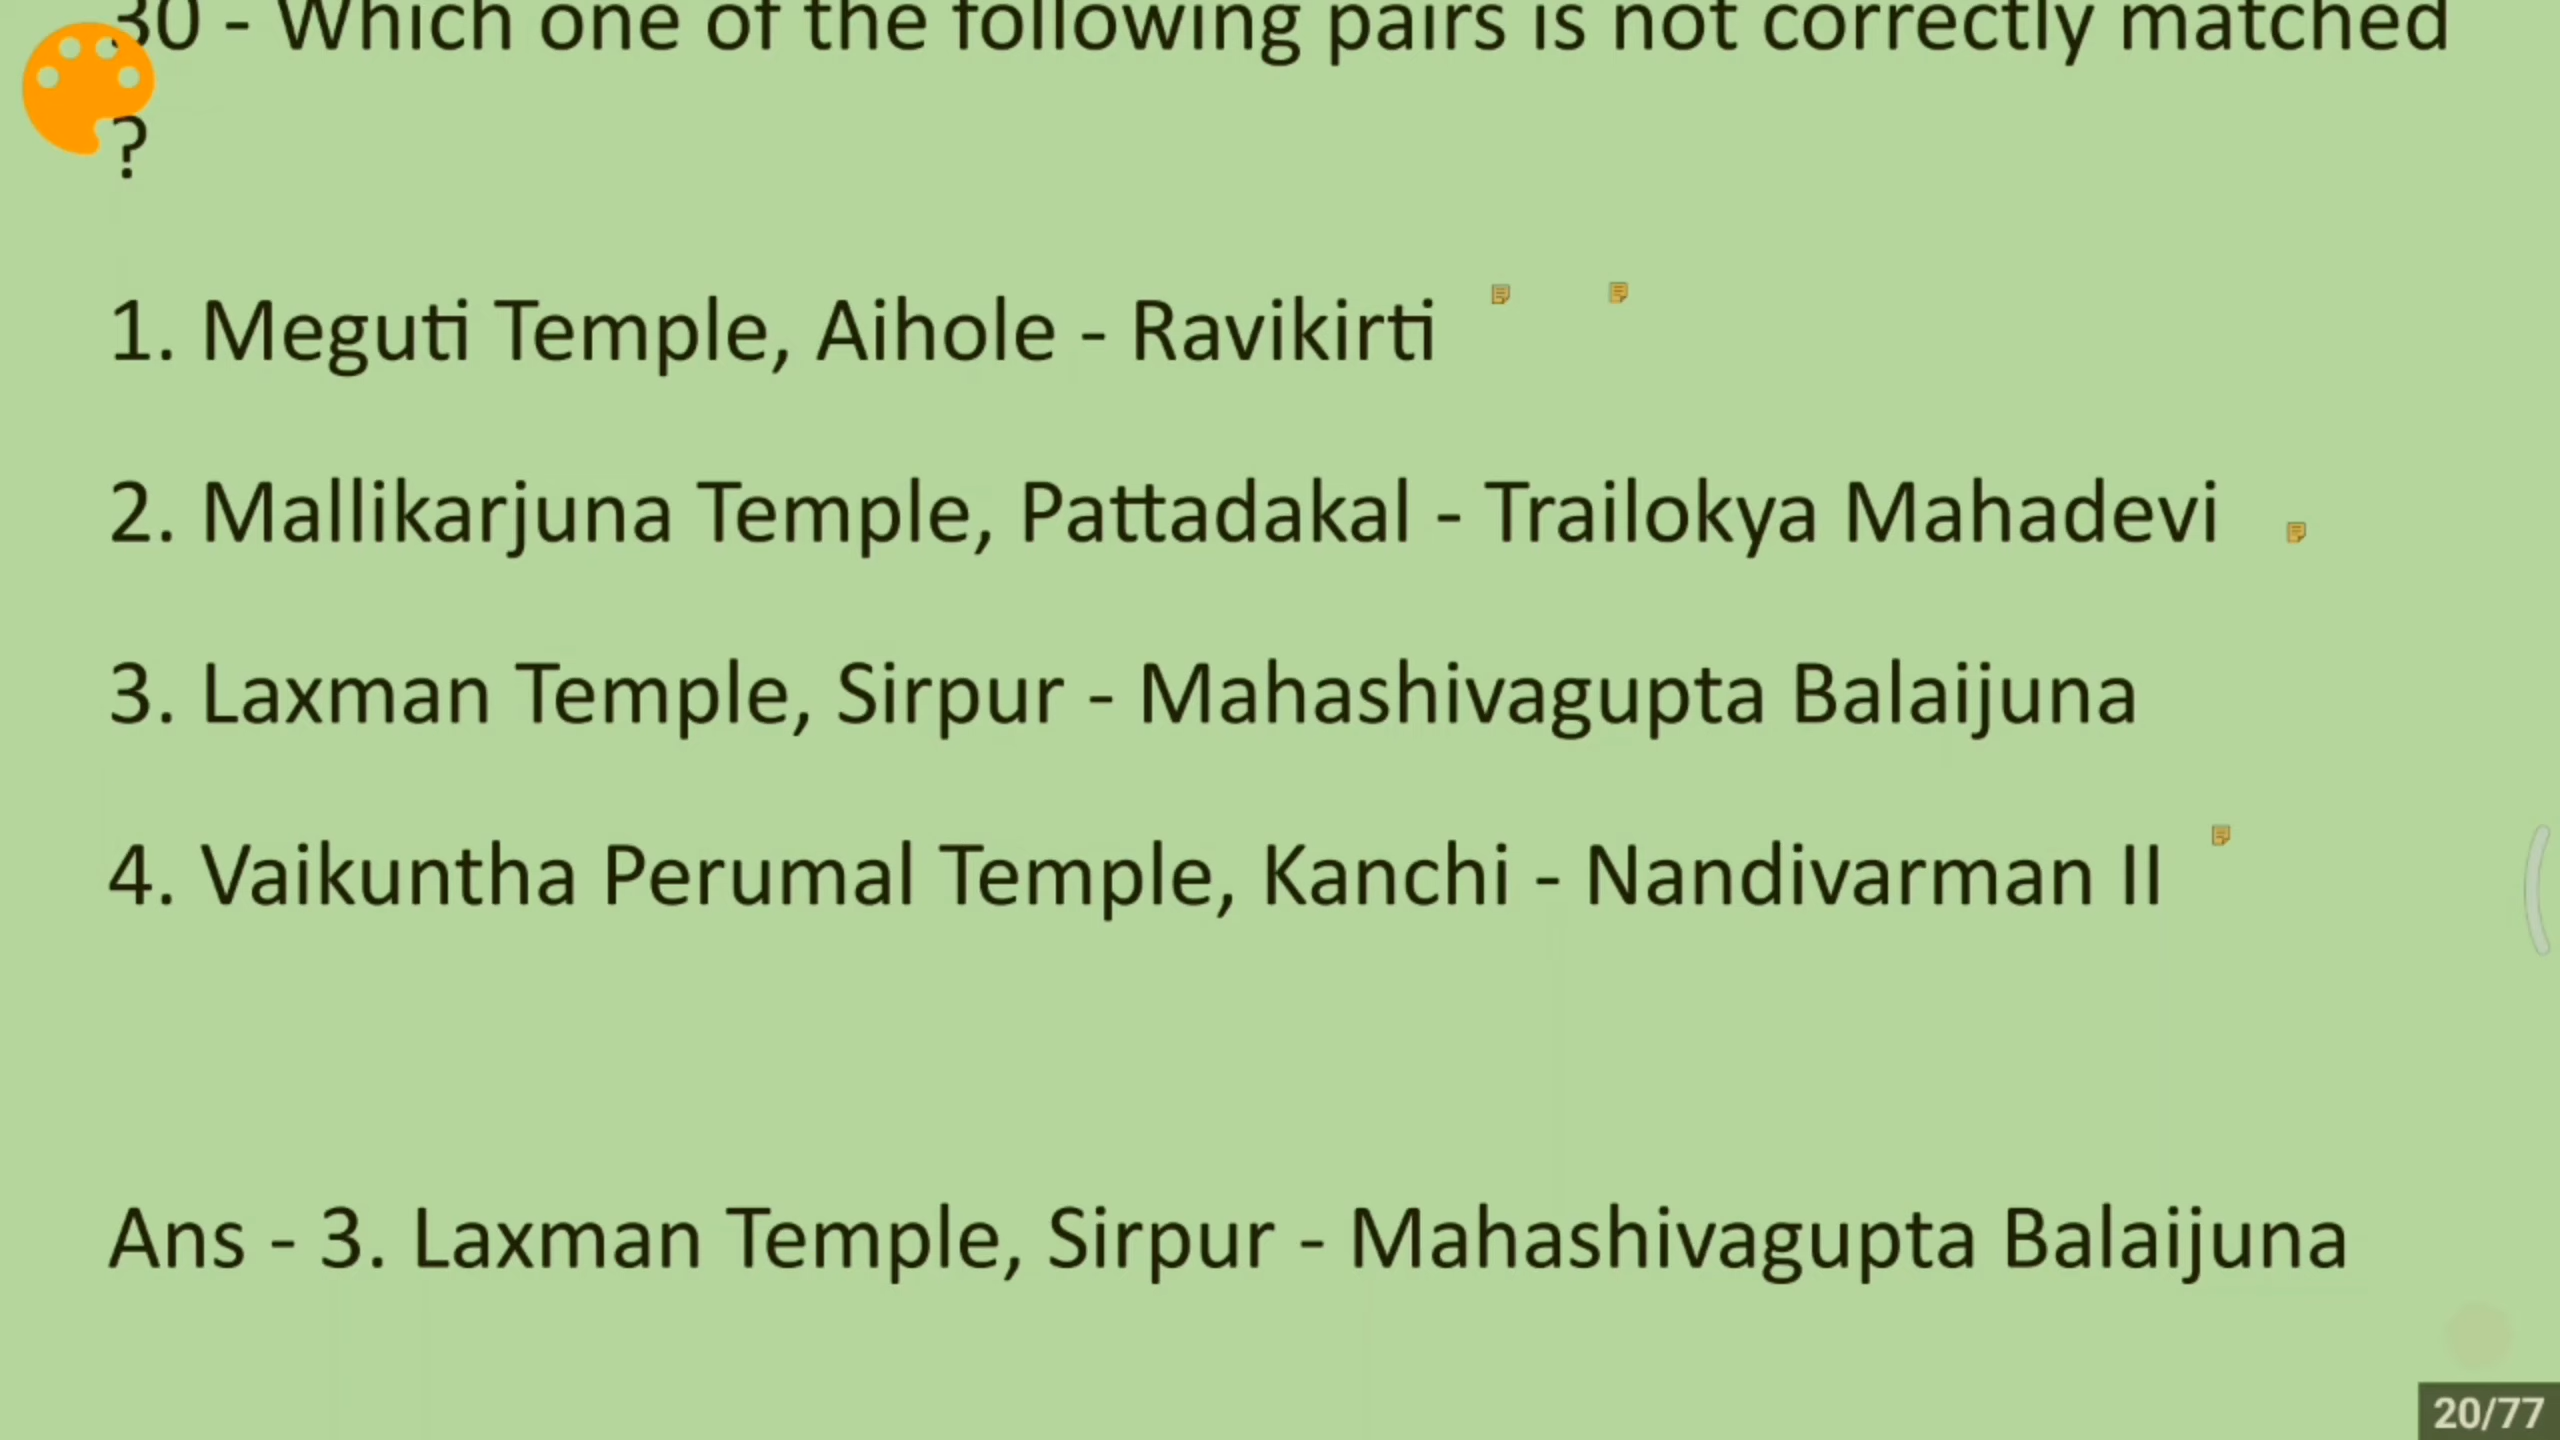 30 - Which one of the following pairs is not correctly matched
?
1. Meguti Temple, Aihole - Ravikirti
2. Mallikarjuna Temple, Pattadakal - Trailokya Mahadevi
3. Laxman Temple, Sirpur - Mahashivagupta Balaijuna
4. Vaikuntha Perumal Temple, Kanchi - Nandivarman II
Ans - 3. Laxman Temple, Sirpur - Mahashivagupta Balaijuna
20/77